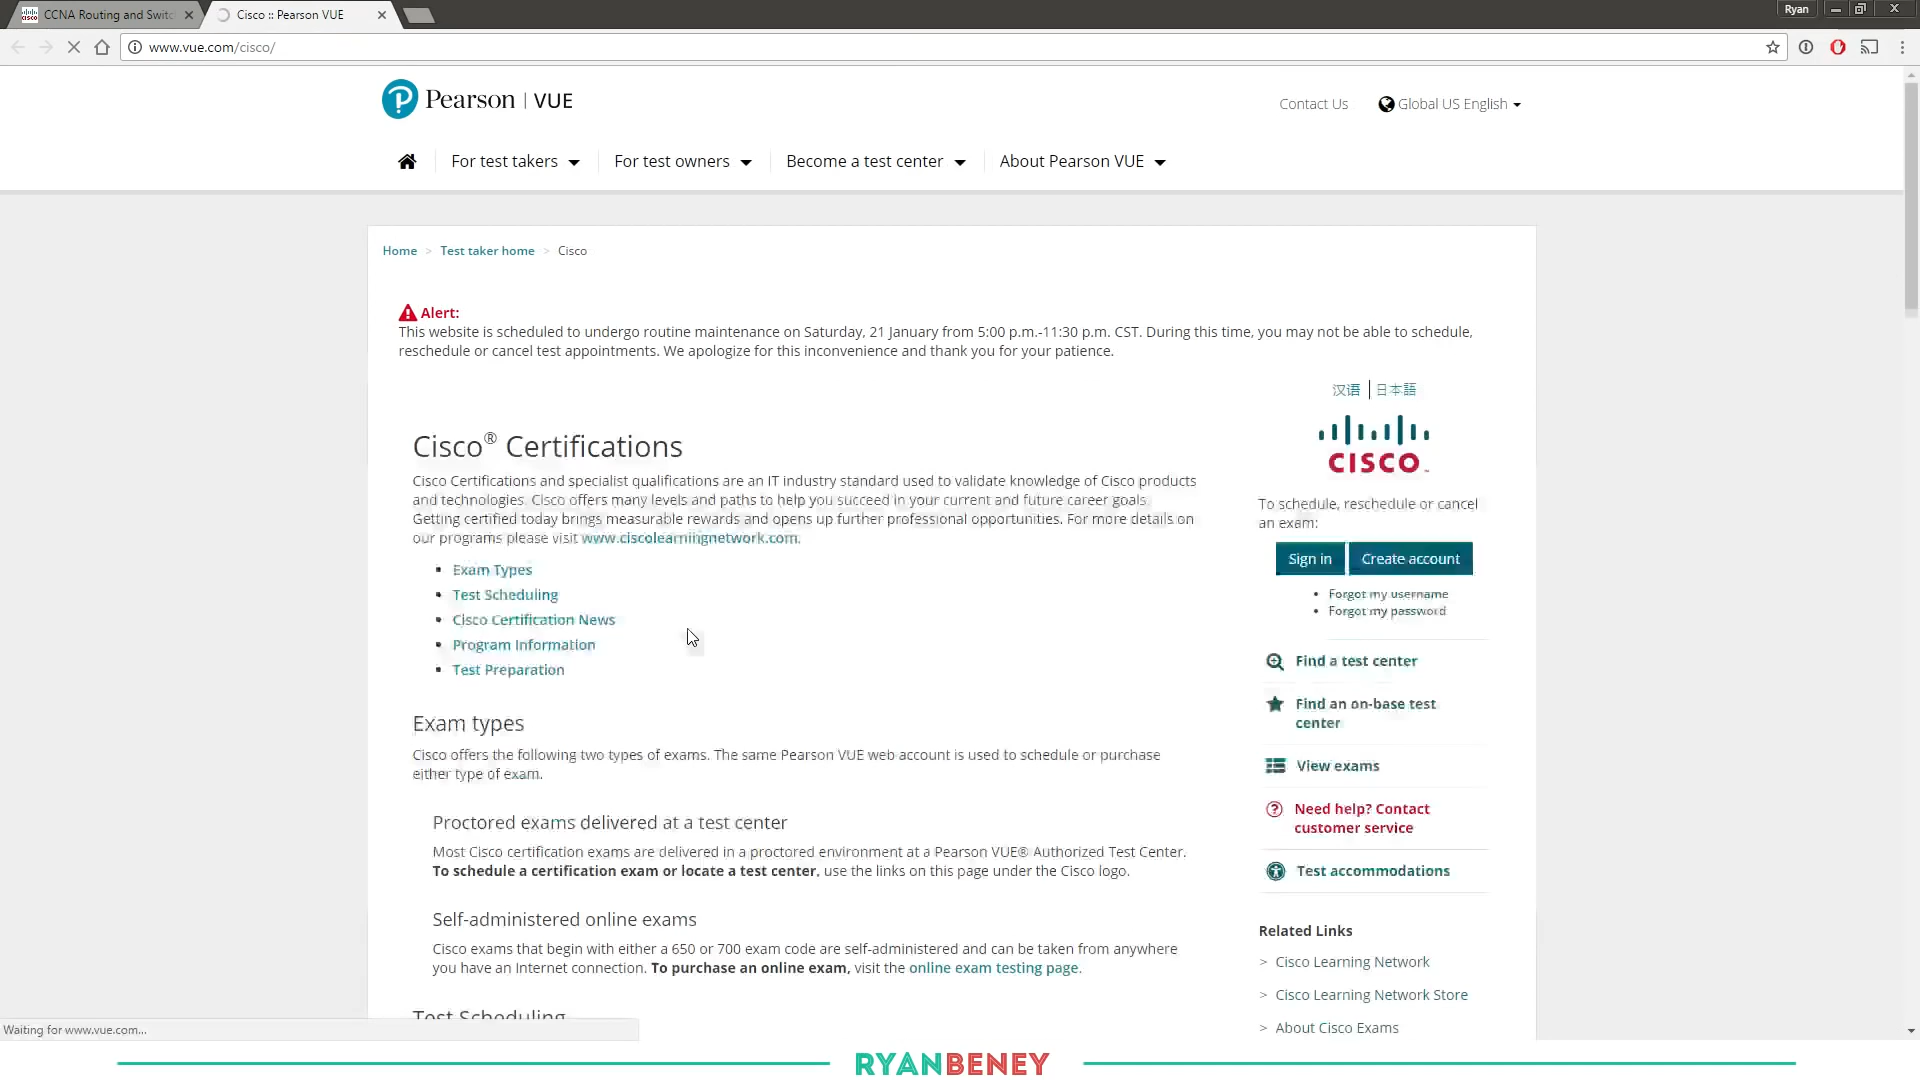 CCNA Routing and Switc
Cisco :: Pearson VUE
Ryan
www.vue.com/cisco/
Pearson | VUE
Contact Us
Global US English
For test takers
For test owners
Become a test center
About Pearson VUE
Home > Test taker home > Cisco
Alert:
This website is scheduled to undergo routine maintenance on Saturday, 21 January from 5:00 p.m.-11:30 p.m. CST. During this time, you may not be able to schedule,
reschedule or cancel test appointments. We apologize for this inconvenience and thank you for your patience.
汉语 | 日本語
CISCO
Cisco® Certifications
Cisco Certifications and specialist qualifications are an IT industry standard used to validate knowledge of Cisco products
and technologies. Cisco offers many levels and paths to help you succeed in your current and future career goals.
Getting certified today brings measurable rewards and opens up further professional opportunities. For more details on
our programs please visit www.ciscolearningnetwork.com.
Exam Types
Test Scheduling
Cisco Certification News
Program Information
Test Preparation
Exam types
Cisco offers the following two types of exams. The same Pearson VUE web account is used to schedule or purchase
either type of exam.
Proctored exams delivered at a test center
Most Cisco certification exams are delivered in a proctored environment at a Pearson VUE® Authorized Test Center.
To schedule a certification exam or locate a test center, use the links on this page under the Cisco logo.
Self-administered online exams
Cisco exams that begin with either a 650 or 700 exam code are self-administered and can be taken from anywhere
you have an Internet connection. To purchase an online exam, visit the online exam testing page.
Test Scheduling
To schedule, reschedule or cancel
an exam:
Sign in
Create account
Forgot my username
Forgot my password
Find a test center
Find an on-base test
center
View exams
Need help? Contact
customer service
Test accommodations
Related Links
> Cisco Learning Network
> Cisco Learning Network Store
> About Cisco Exams
Waiting for www.vue.com...
RYANBENEY